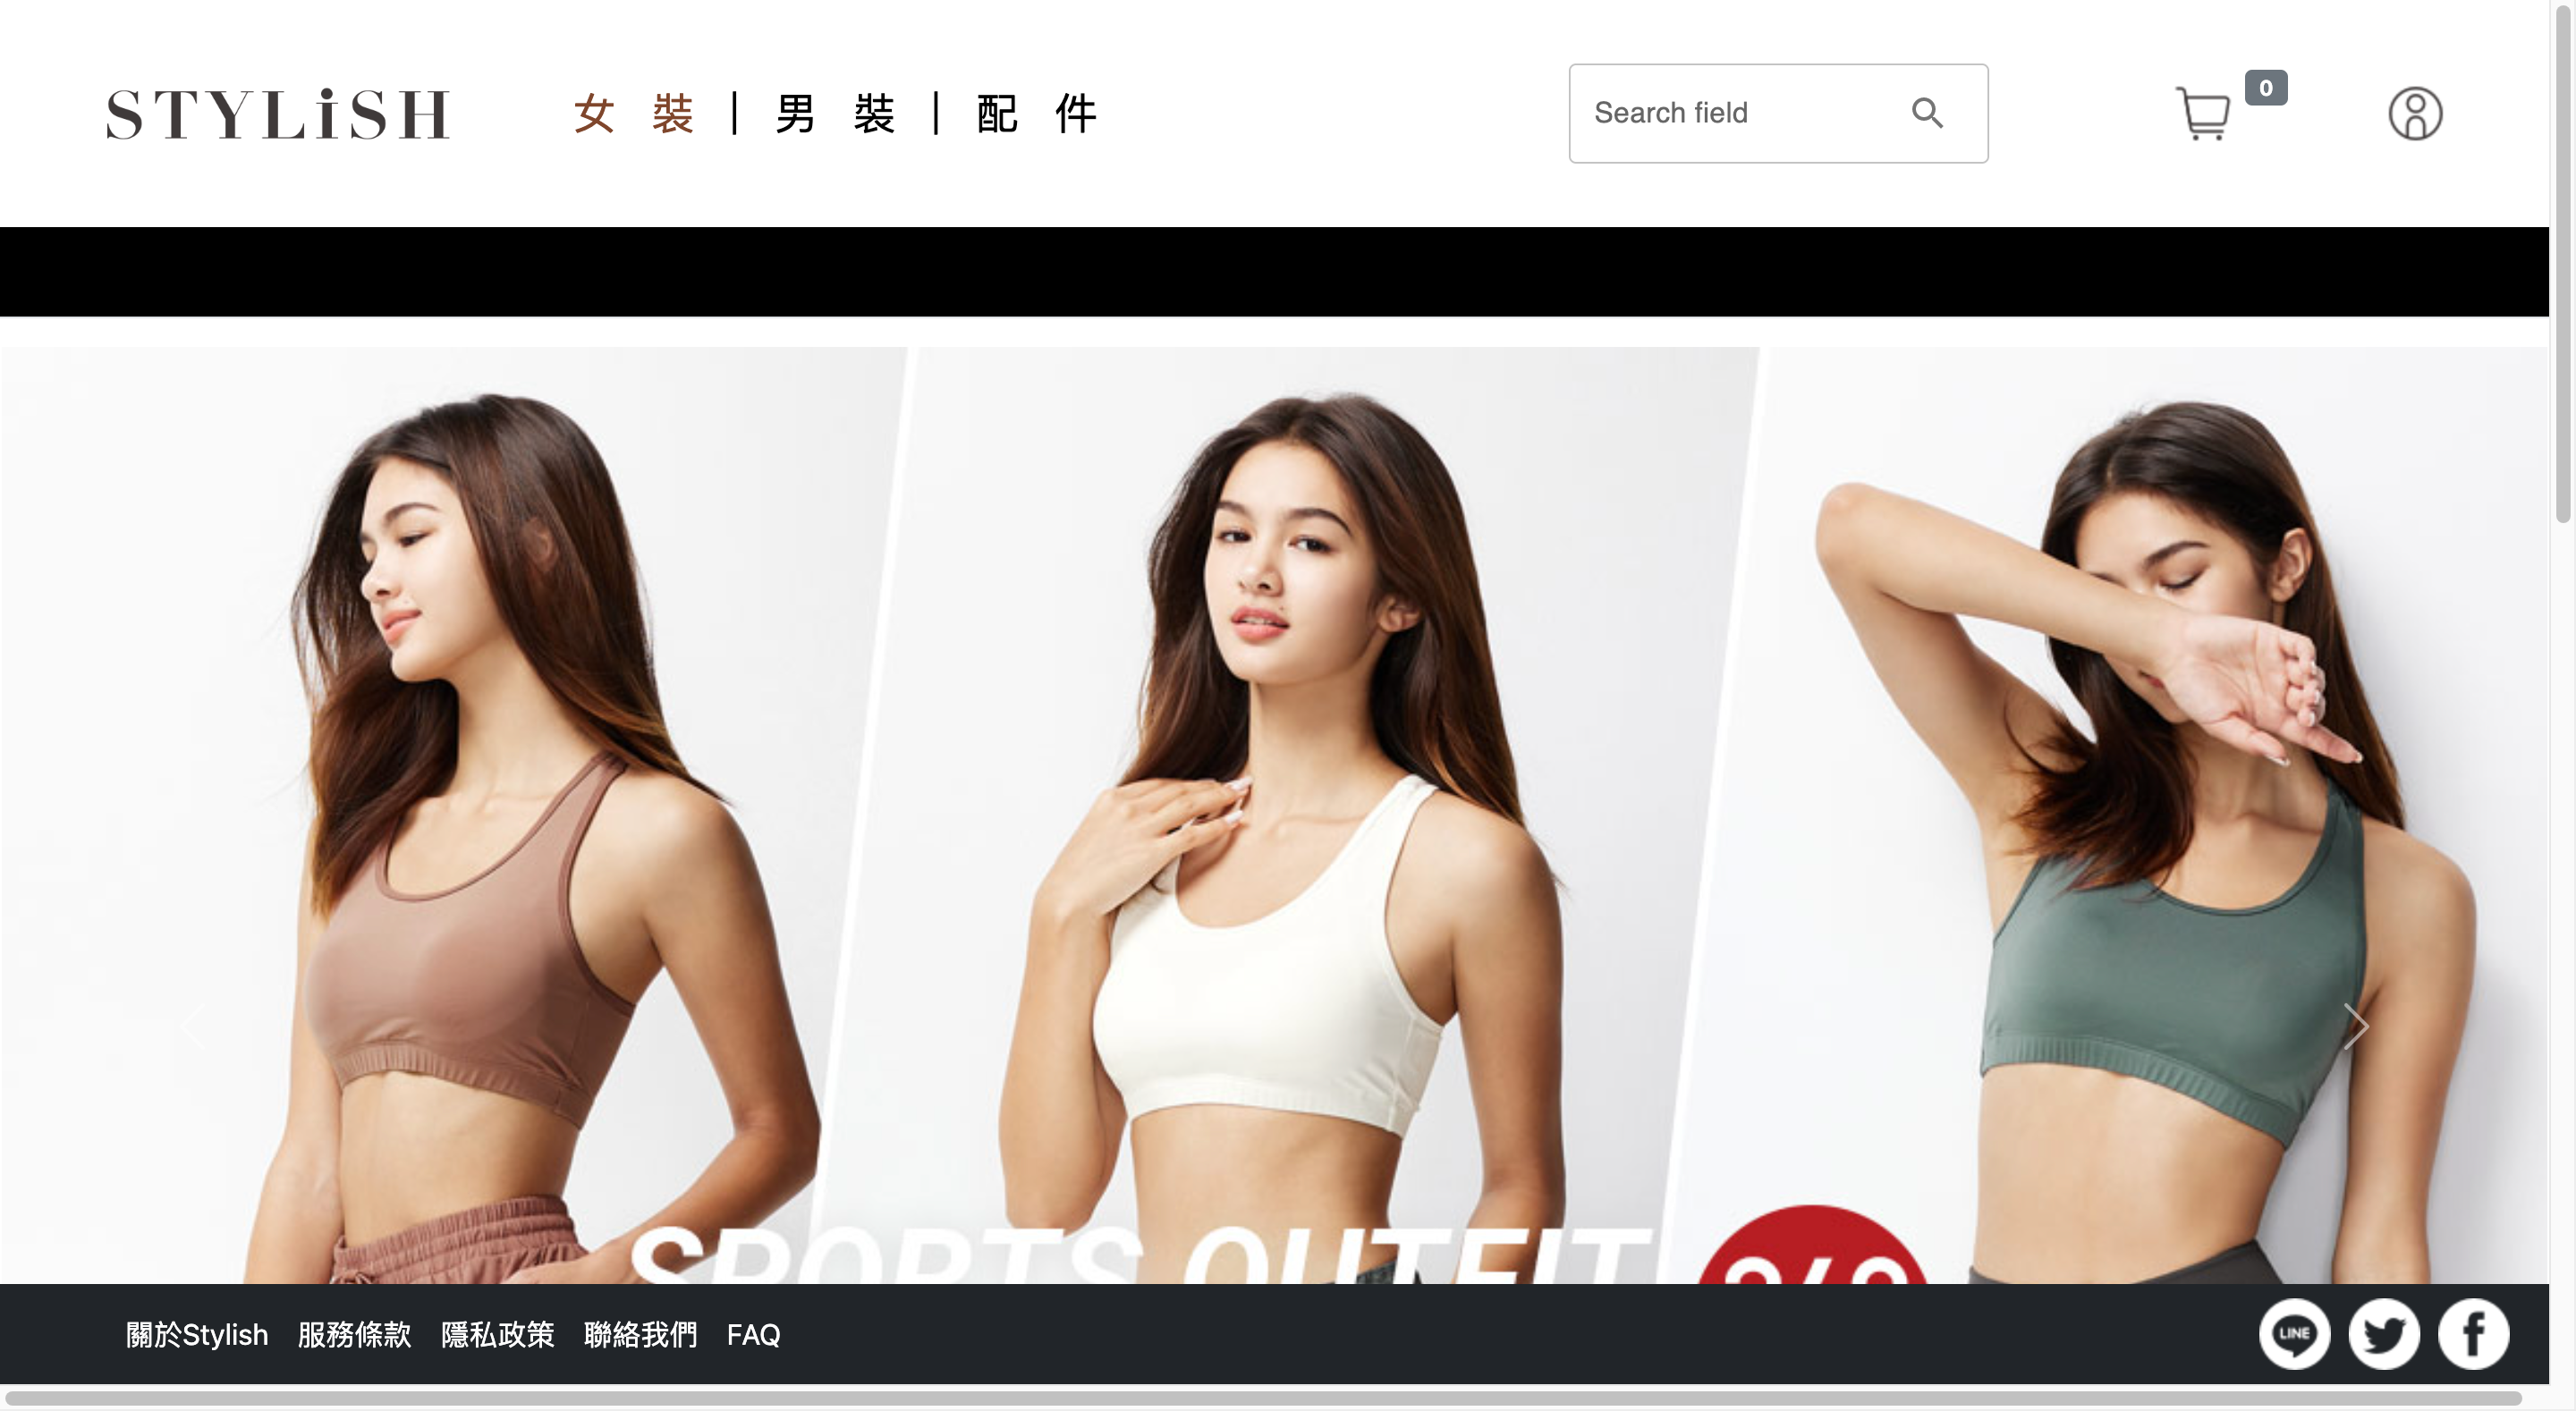 STYLiSH
女 裝 | 男 裝 | 配 件
Search field
0
SPORTS OUTFIT
關於Stylish 服務條款 隱私政策 聯絡我們 FAQ
LINE